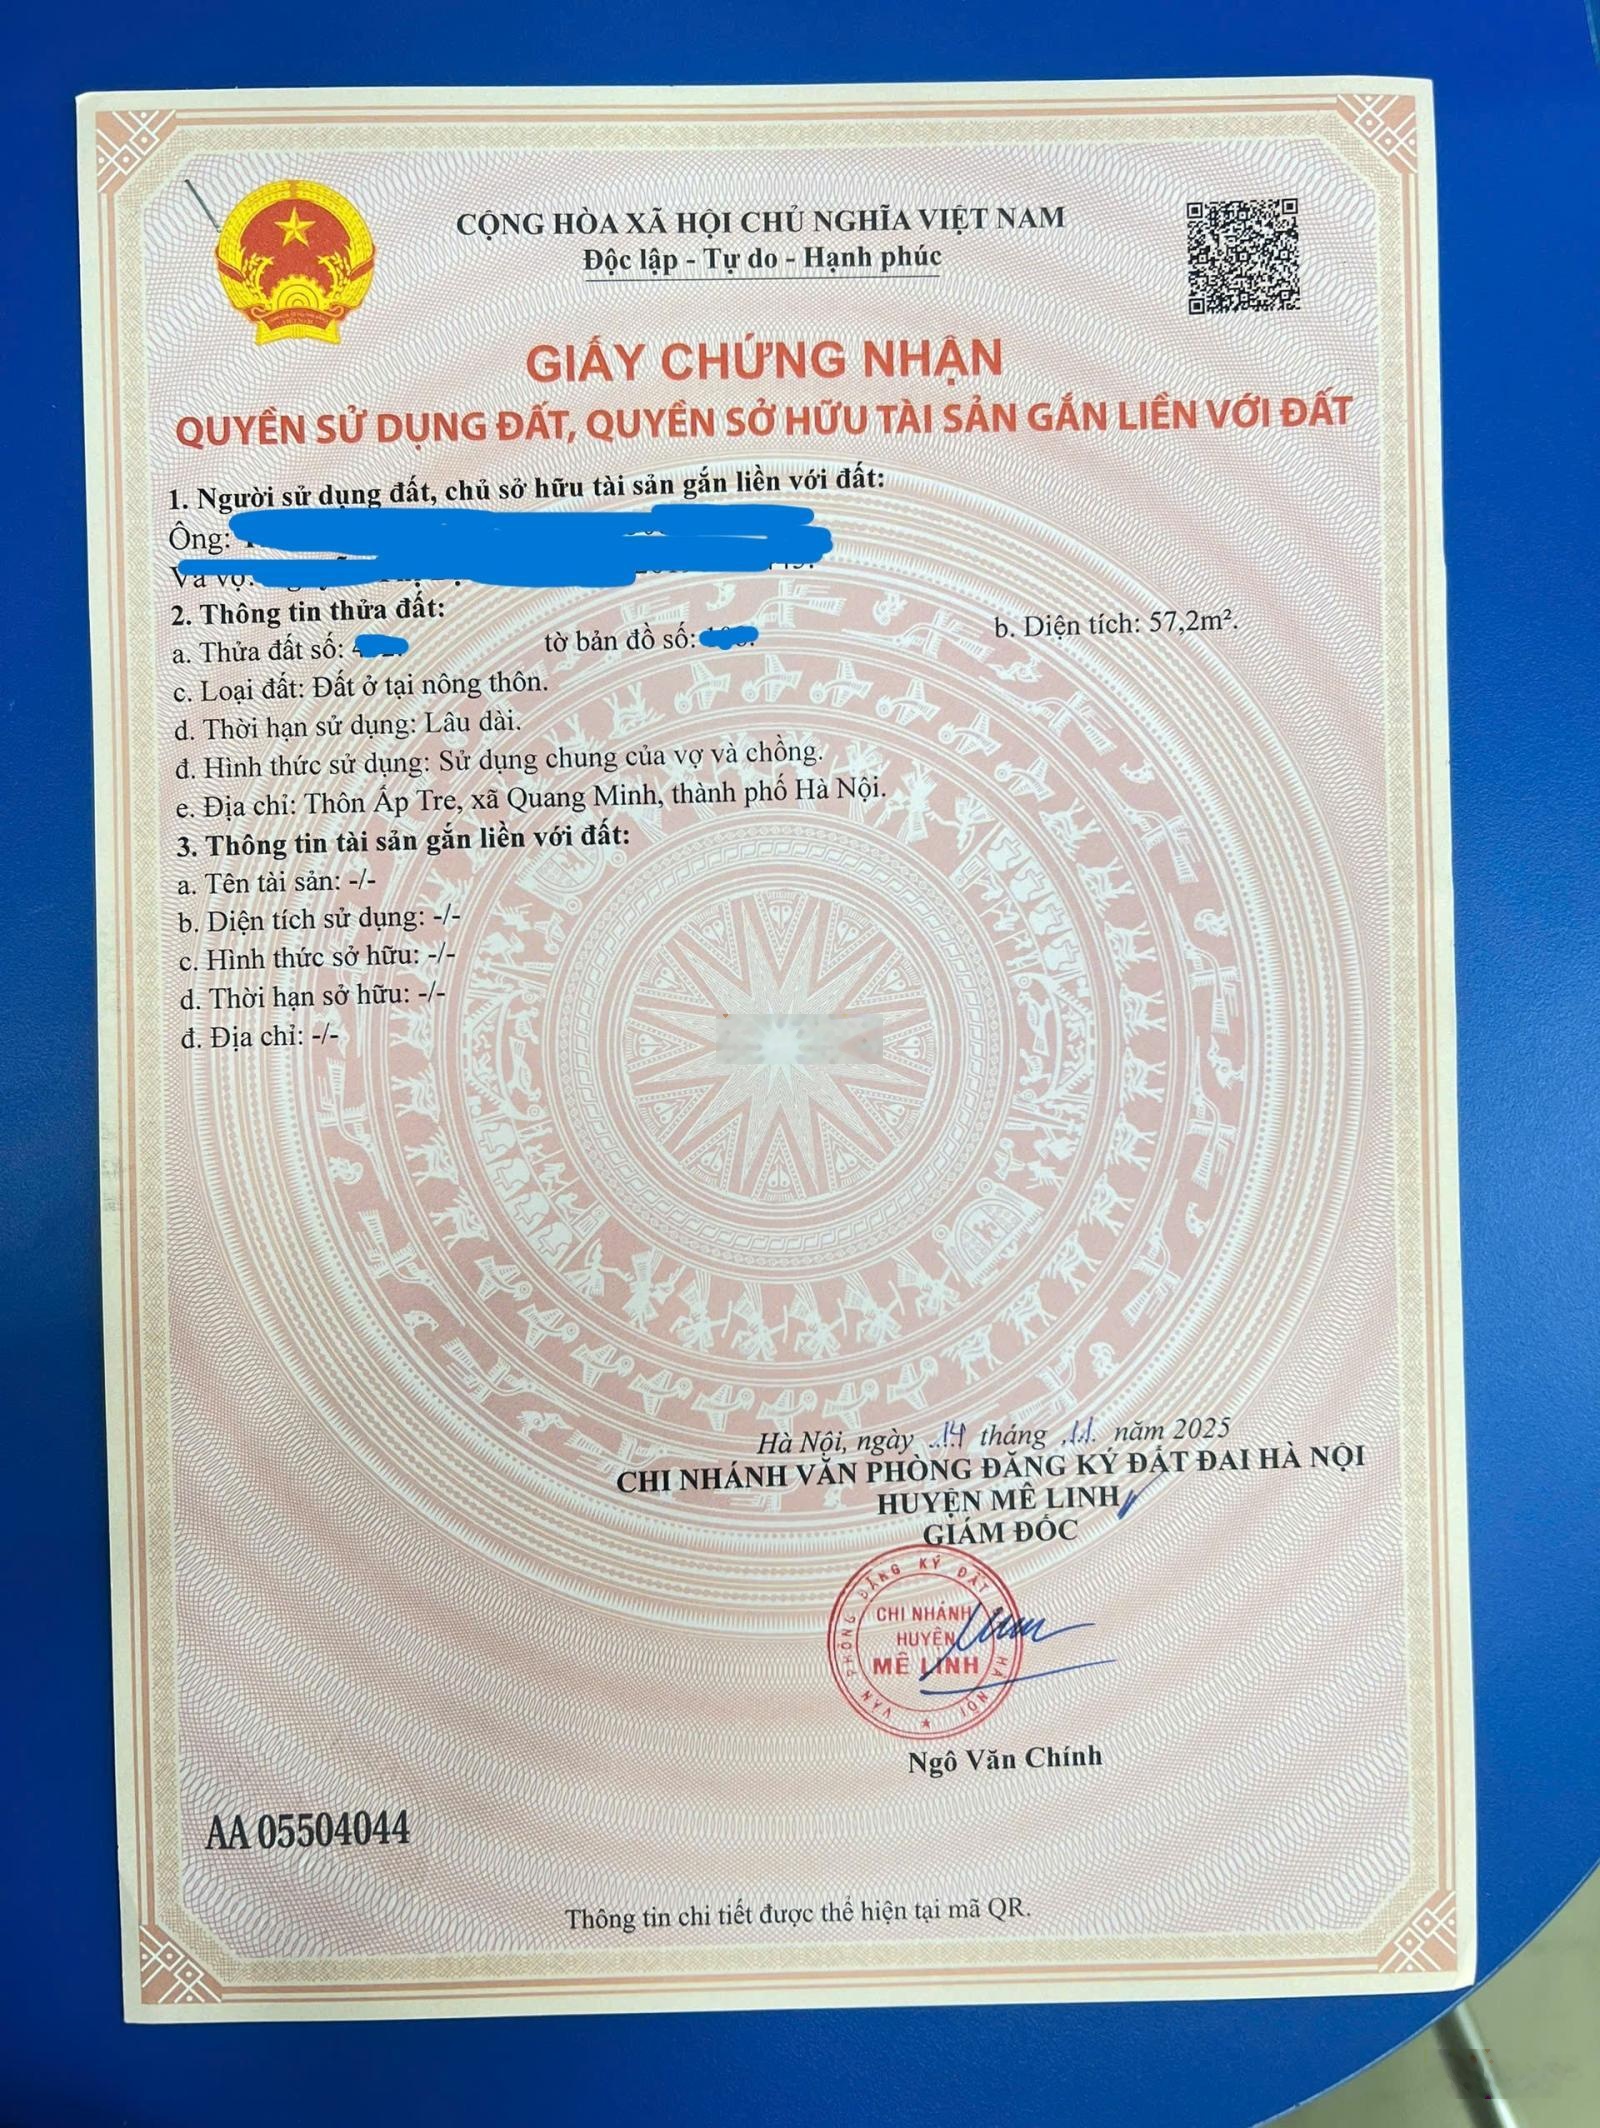 CỘNG HÒA XÃ HỘI CHỦ NGHĨA VIỆT NAM
Độc lập - Tự do - Hạnh phúc
GIẤY CHỨNG NHẬN
QUYỀN SỬ DỤNG ĐẤT, QUYỀN SỞ HỮU TÀI SẢN GẮN LIỀN VỚI ĐẤT
1. Người sử dụng đất, chủ sở hữu tài sản gắn liền với đất:
Ông:
Và vợ:
2. Thông tin thửa đất:
a. Thửa đất số: tờ bản đồ số: b. Diện tích: 57,2m².
c. Loại đất: Đất ở tại nông thôn.
d. Thời hạn sử dụng: Lâu dài.
đ. Hình thức sử dụng: Sử dụng chung của vợ và chồng.
e. Địa chỉ: Thôn Ấp Tre, xã Quang Minh, thành phố Hà Nội.
3. Thông tin tài sản gắn liền với đất:
a. Tên tài sản: -/-
b. Diện tích sử dụng: -/-
c. Hình thức sở hữu: -/-
d. Thời hạn sở hữu: -/-
đ. Địa chỉ: -/-
Hà Nội, ngày 14 tháng 11 năm 2025
CHI NHÁNH VĂN PHÒNG ĐĂNG KÝ ĐẤT ĐAI HÀ NỘI
HUYỆN MÊ LINH
GIÁM ĐỐC
VĂN PHÒNG ĐĂNG KÝ ĐẤT HÀ NỘI
CHI NHÁNH
HUYỆN
MÊ LINH
Ngô Văn Chính
AA 05504044
Thông tin chi tiết được thể hiện tại mã QR.